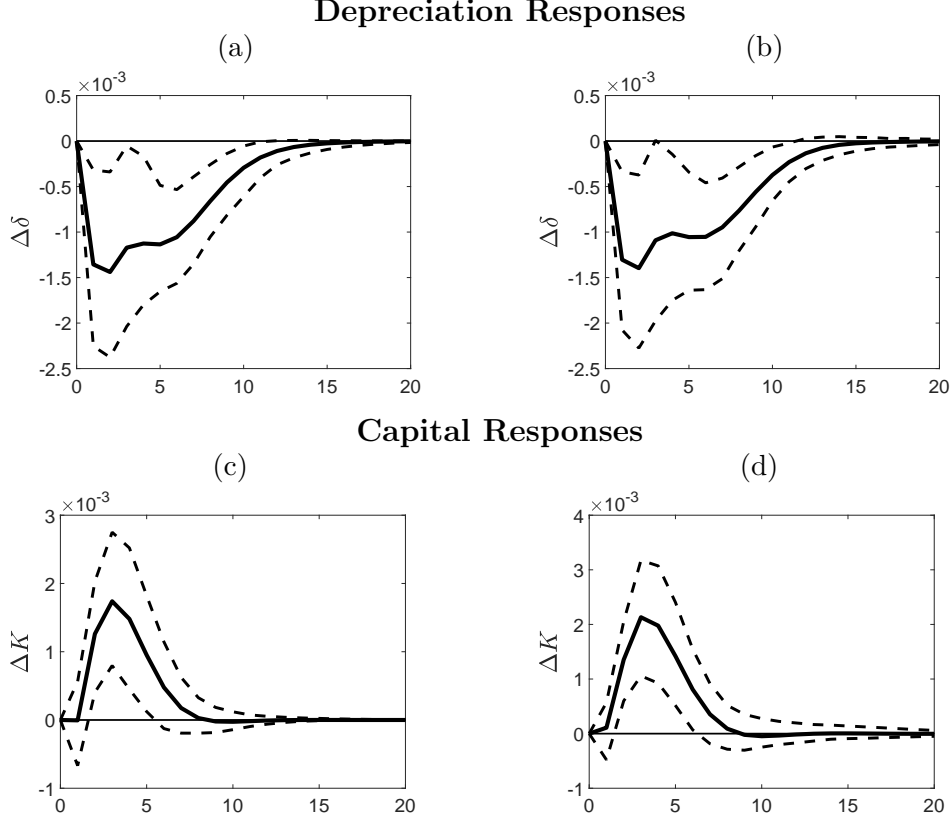 Depreciation Responses
(a) (b)
×10-3 ×10-3
0.5 0.5
0 0
-0.5 -0.5
-1 -1
-1.5 -1.5
-2 -2
-2.5 -2.5
Δδ Δδ
0 5 10 15 20 0 5 10 15 20
Capital Responses
(c) (d)
×10-3 ×10-3
3 4
2 3
1 2
0 1
-1 0
-1
ΔK ΔK
0 5 10 15 20 0 5 10 15 20